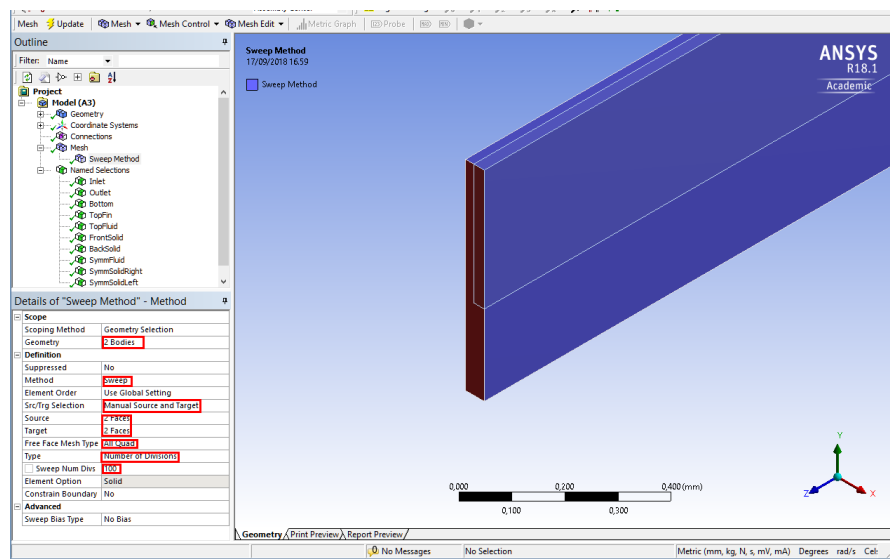 Mesh Update Mesh Mesh Control Mesh Edit Metric Graph Probe
Outline
Filter: Name
Project
Model (A3)
Geometry
Coordinate Systems
Connections
Mesh
Sweep Method
Named Selections
Inlet
Outlet
Bottom
TopFin
TopFluid
FrontSolid
BackSolid
SymmFluid
SymmSolidRight
SymmSolidLeft
Details of "Sweep Method" - Method
Scope
Scoping Method Geometry Selection
Geometry 2 Bodies
Definition
Suppressed No
Method Sweep
Element Order Use Global Setting
Src/Trg Selection Manual Source and Target
Source 2 Faces
Target 2 Faces
Free Face Mesh Type All Quad
Type Number of Divisions
Sweep Num Divs 100
Element Option Solid
Constrain Boundary No
Advanced
Sweep Bias Type No Bias
Sweep Method
17/09/2018 16.59
Sweep Method
ANSYS
R18.1
Academic
Y
Z
X
0,000 0,200 0,400 (mm)
0,100 0,300
Geometry Print Preview Report Preview
0 No Messages No Selection Metric (mm, kg, N, s, mV, mA) Degrees rad/s